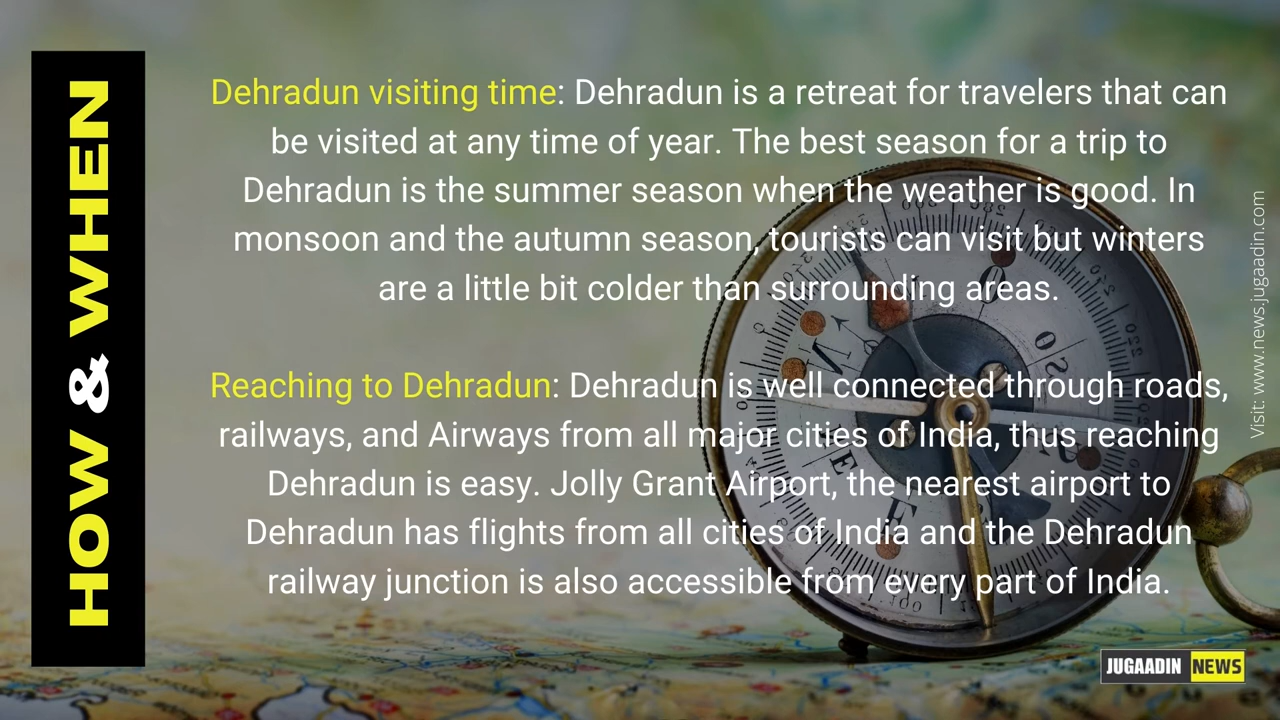 HOW & WHEN
Dehradun visiting time: Dehradun is a retreat for travelers that can
be visited at any time of year. The best season for a trip to
Dehradun is the summer season when the weather is good. In
monsoon and the autumn season, tourists can visit but winters
are a little bit colder than surrounding areas.
Reaching to Dehradun: Dehradun is well connected through roads,
railways, and Airways from all major cities of India, thus reaching
Dehradun is easy. Jolly Grant Airport, the nearest airport to
Dehradun has flights from all cities of India and the Dehradun
railway junction is also accessible from every part of India.
Visit: www.news.jugaadin.com
JUGAADIN NEWS